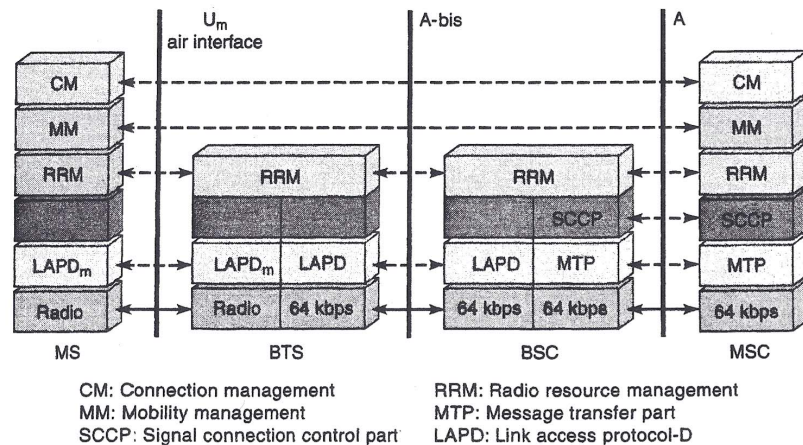 Um A-bis A
air interface
CM CM
MM MM
RRM RRM RRM RRM
SCCP SCCP
LAPDm LAPDm LAPD LAPD MTP MTP
Radio Radio 64 kbps 64 kbps 64 kbps 64 kbps
MS BTS BSC MSC
CM: Connection management RRM: Radio resource management
MM: Mobility management MTP: Message transfer part
SCCP: Signal connection control part LAPD: Link access protocol-D